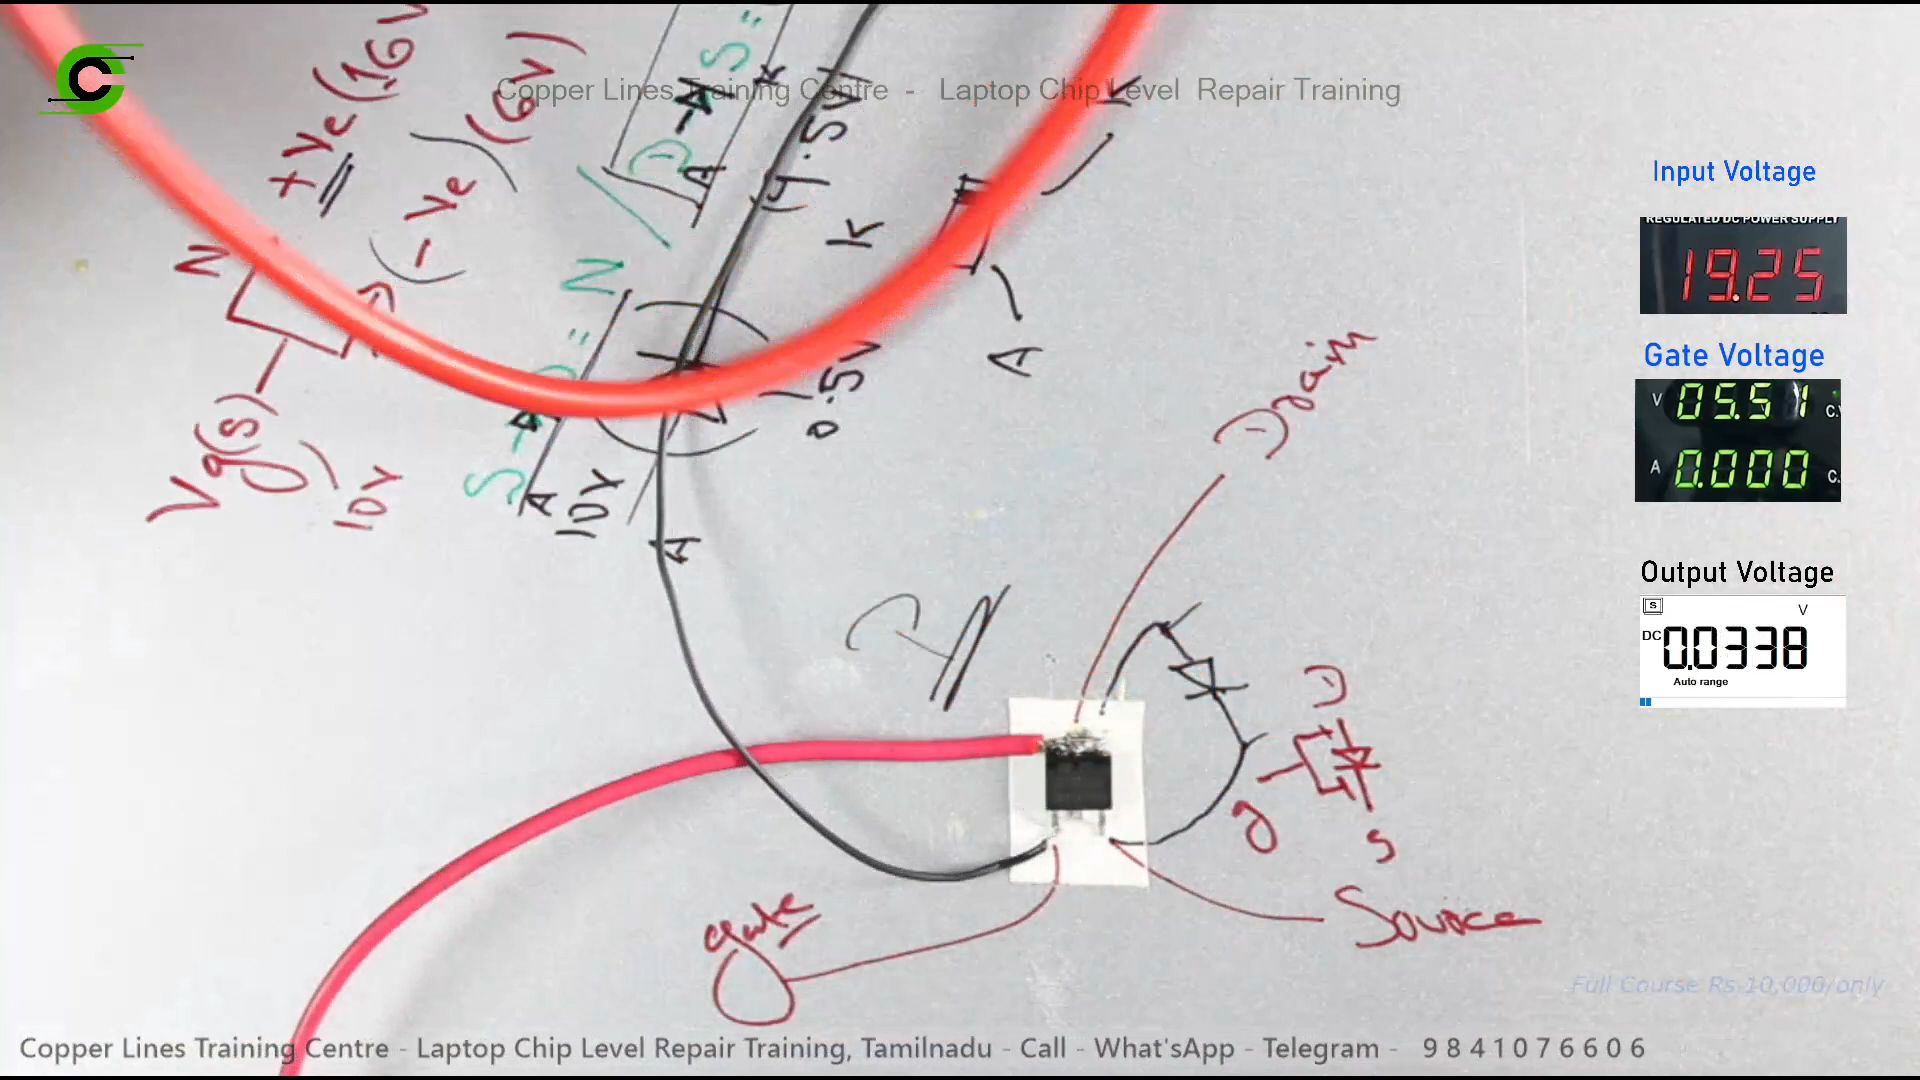 Copper Lines Training Centre - Laptop Chip Level Repair Training
+Ve (16V
(-Ve) (6V)
N
D
Vg(s)
10V
D→S=
A
K
14.5V
K
K
S→D=N
A
10V
0.5V
A
A
Drain
D
g
S
gate
Source
Input Voltage
REGULATED DC POWER SUPPLY
19.25
Gate Voltage
V 05.51 C.V
A 0.000 C.
Output Voltage
S V
DC 0.0338
Auto range
Full Course Rs 10,000/only
Copper Lines Training Centre - Laptop Chip Level Repair Training, Tamilnadu - Call - What'sApp - Telegram - 9841076606